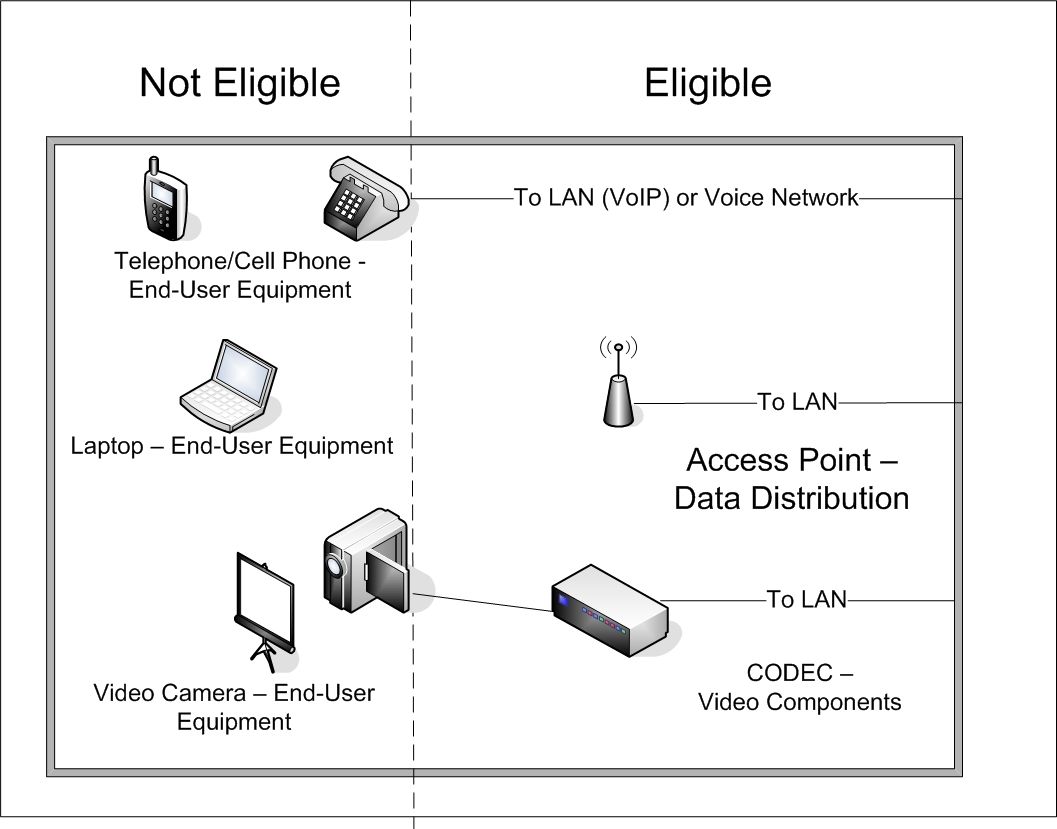 Not Eligible
Eligible
To LAN (VoIP) or Voice Network
Telephone/Cell Phone -
End-User Equipment
To LAN
Laptop – End-User Equipment
Access Point –
Data Distribution
To LAN
Video Camera – End-User
Equipment
CODEC –
Video Components